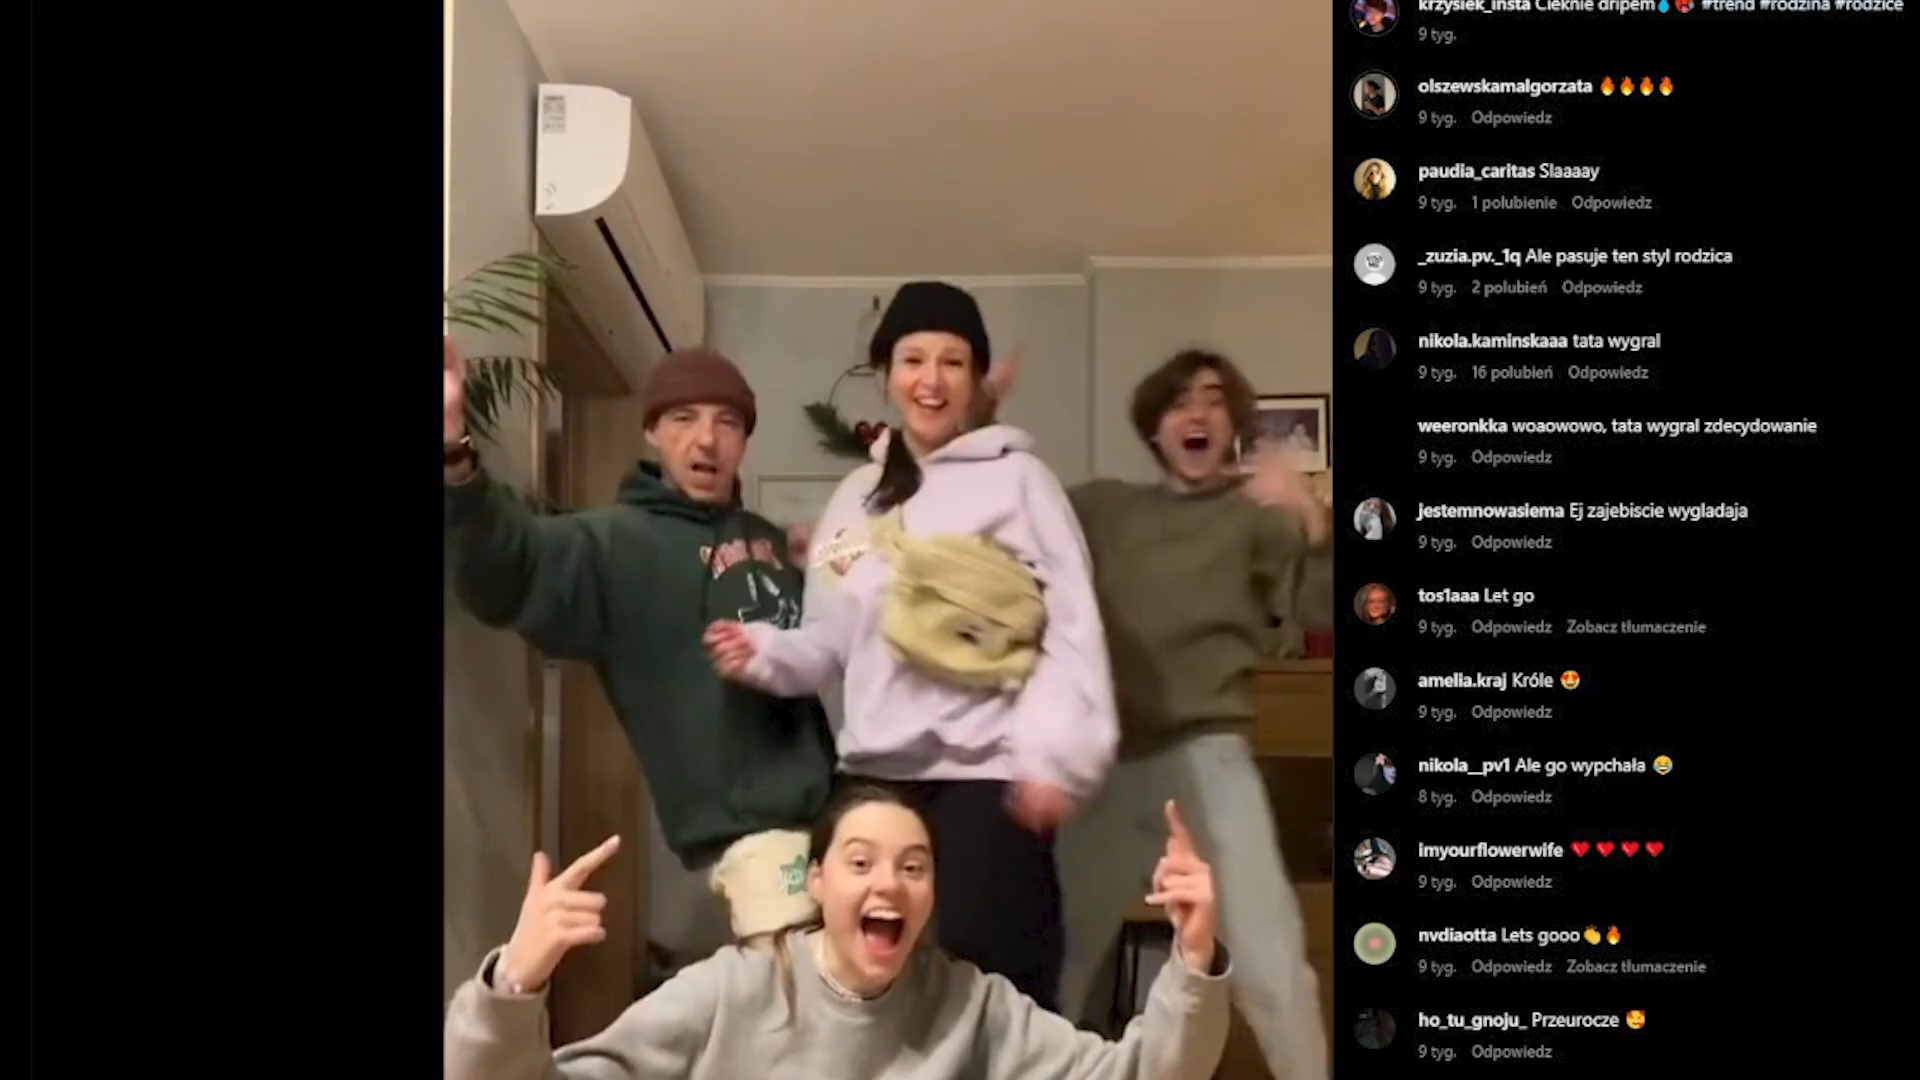 krzysiek_insta Cieknie dripem💧🥵 #trend #rodzina #rodzice
9 tyg.
olszewskamalgorzata 🔥🔥🔥🔥
9 tyg. Odpowiedz
paudia_caritas Slaaaay
9 tyg. 1 polubienie Odpowiedz
_zuzia.pv._1q Ale pasuje ten styl rodzica
9 tyg. 2 polubień Odpowiedz
nikola.kaminskaaa tata wygral
9 tyg. 16 polubień Odpowiedz
weeronkka woaowowo, tata wygral zdecydowanie
9 tyg. Odpowiedz
jestemnowasiema Ej zajebiscie wygladaja
9 tyg. Odpowiedz
tos1aaa Let go
9 tyg. Odpowiedz Zobacz tłumaczenie
amelia.kraj Króle 😍
9 tyg. Odpowiedz
nikola__pv1 Ale go wypchała 😂
8 tyg. Odpowiedz
imyourflowerwife ❤️ ❤️ ❤️ ❤️
9 tyg. Odpowiedz
nvdiaotta Lets gooo👏🔥
9 tyg. Odpowiedz Zobacz tłumaczenie
ho_tu_gnoju_ Przeurocze 🥰
9 tyg. Odpowiedz